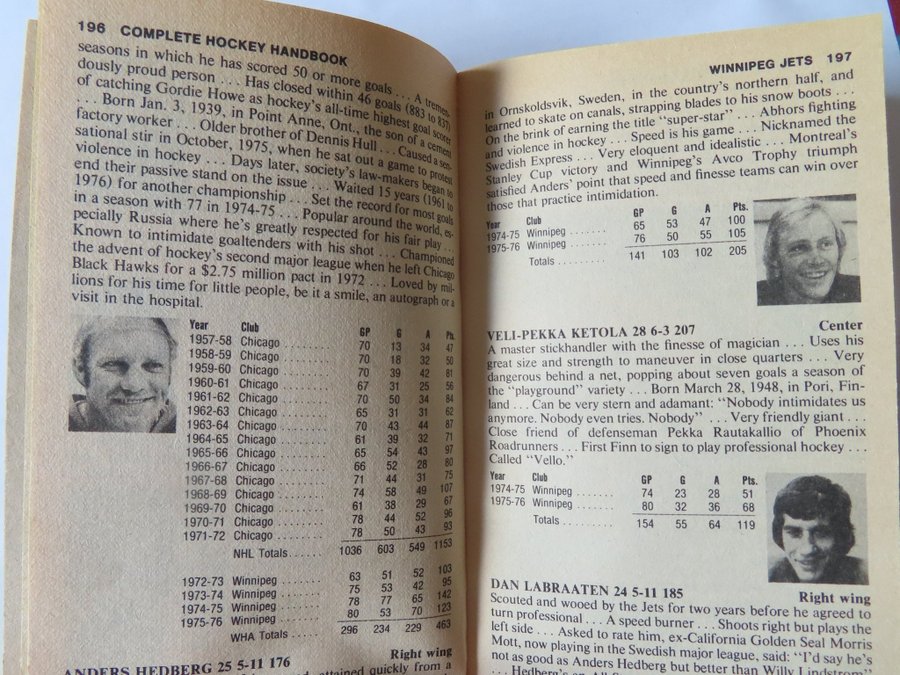 196 COMPLETE HOCKEY HANDBOOK
seasons in which he has scored 50 or more goals . . . A tremen-
dously proud person . . . Has closed within 46 goals (883 to 837)
of catching Gordie Howe as hockey's all-time highest goal scorer
. . . Born Jan. 3, 1939, in Point Anne, Ont., the son of a cement
factory worker . . . Older brother of Dennis Hull . . . Caused a sen-
sational stir in October, 1975, when he sat out a game to protest
violence in hockey . . . Days later, society's law-makers began to
end their passive stand on the issue . . . Waited 15 years (1961 to
1976) for another championship . . . Set the record for most goals
in a season with 77 in 1974-75 . . . Popular around the world, es-
pecially Russia where he's greatly respected for his fair play . . .
Known to intimidate goaltenders with his shot . . . Championed
the advent of hockey's second major league when he left Chicago
Black Hawks for a $2.75 million pact in 1972 . . . Loved by mil-
lions for his time for little people, be it a smile, an autograph or a
visit in the hospital.
Year Club GP G A Pts.
1957-58 Chicago . . . . . . . . 70 13 34 47
1958-59 Chicago . . . . . . . . 70 18 32 50
1959-60 Chicago . . . . . . . . 70 39 42 81
1960-61 Chicago . . . . . . . . 67 31 25 56
1961-62 Chicago . . . . . . . . 70 50 34 84
1962-63 Chicago . . . . . . . . 65 31 31 62
1963-64 Chicago . . . . . . . . 70 43 44 87
1964-65 Chicago . . . . . . . . 61 39 32 71
1965-66 Chicago . . . . . . . . 65 54 43 97
1966-67 Chicago . . . . . . . . 66 52 28 80
1967-68 Chicago . . . . . . . . 71 44 31 75
1968-69 Chicago . . . . . . . . 74 58 49 107
1969-70 Chicago . . . . . . . . 61 38 29 67
1970-71 Chicago . . . . . . . . 78 44 52 96
1971-72 Chicago . . . . . . . . 78 50 43 93
NHL Totals . . . . . . 1036 603 549 1153
1972-73 Winnipeg . . . . . . . 63 51 52 103
1973-74 Winnipeg . . . . . . . 75 53 42 95
1974-75 Winnipeg . . . . . . . 78 77 65 142
1975-76 Winnipeg . . . . . . . 80 53 70 123
WHA Totals . . . . . . 296 234 229 463
ANDERS HEDBERG 25 5-11 176 Right wing
attained quickly from a
WINNIPEG JETS 197
in Ornskoldsvik, Sweden, in the country's northern half, and
learned to skate on canals, strapping blades to his snow boots . . .
On the brink of earning the title "super-star" . . . Abhors fighting
and violence in hockey . . . Speed is his game . . . Nicknamed the
Swedish Express . . . Very eloquent and idealistic . . . Montreal's
Stanley Cup victory and Winnipeg's Avco Trophy triumph
satisfied Anders' point that speed and finesse teams can win over
those that practice intimidation.
Year Club GP G A Pts.
1974-75 Winnipeg . . . . . . . 65 53 47 100
1975-76 Winnipeg . . . . . . . 76 50 55 105
Totals . . . . . . . . . 141 103 102 205
VELI-PEKKA KETOLA 28 6-3 207 Center
A master stickhandler with the finesse of magician . . . Uses his
great size and strength to maneuver in close quarters . . . Very
dangerous behind a net, popping about seven goals a season of
the "playground" variety . . . Born March 28, 1948, in Pori, Fin-
land . . . Can be very stern and adamant: "Nobody intimidates us
anymore. Nobody even tries. Nobody" . . . Very friendly giant . . .
Close friend of defenseman Pekka Rautakallio of Phoenix
Roadrunners . . . First Finn to sign to play professional hockey . . .
Called "Vello."
Year Club GP G A Pts.
1974-75 Winnipeg . . . . . . . 74 23 28 51
1975-76 Winnipeg . . . . . . . 80 32 36 68
Totals . . . . . . . . . 154 55 64 119
DAN LABRAATEN 24 5-11 185 Right wing
Scouted and wooed by the Jets for two years before he agreed to
turn professional . . . A speed burner . . . Shoots right but plays the
left side . . . Asked to rate him, ex-California Golden Seal Morris
Mott, now playing in the Swedish major league, said: "I'd say he's
not as good as Anders Hedberg but better than Willy Lindstrom"